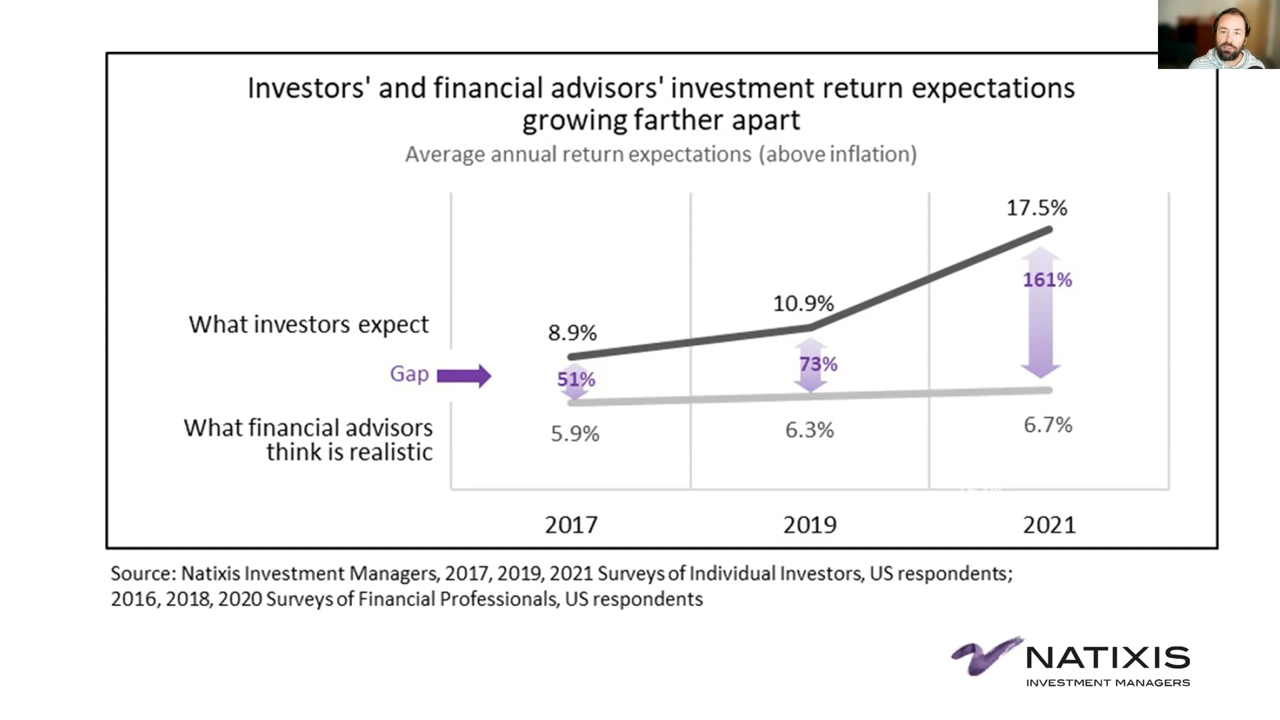 Investors' and financial advisors' investment return expectations
growing farther apart
Average annual return expectations (above inflation)
17.5%
161%
10.9%
What investors expect
8.9%
73%
Gap
51%
What financial advisors
think is realistic
5.9%
6.3%
6.7%
2017
2019
2021
Source: Natixis Investment Managers, 2017, 2019, 2021 Surveys of Individual Investors, US respondents;
2016, 2018, 2020 Surveys of Financial Professionals, US respondents
NATIXIS
INVESTMENT MANAGERS